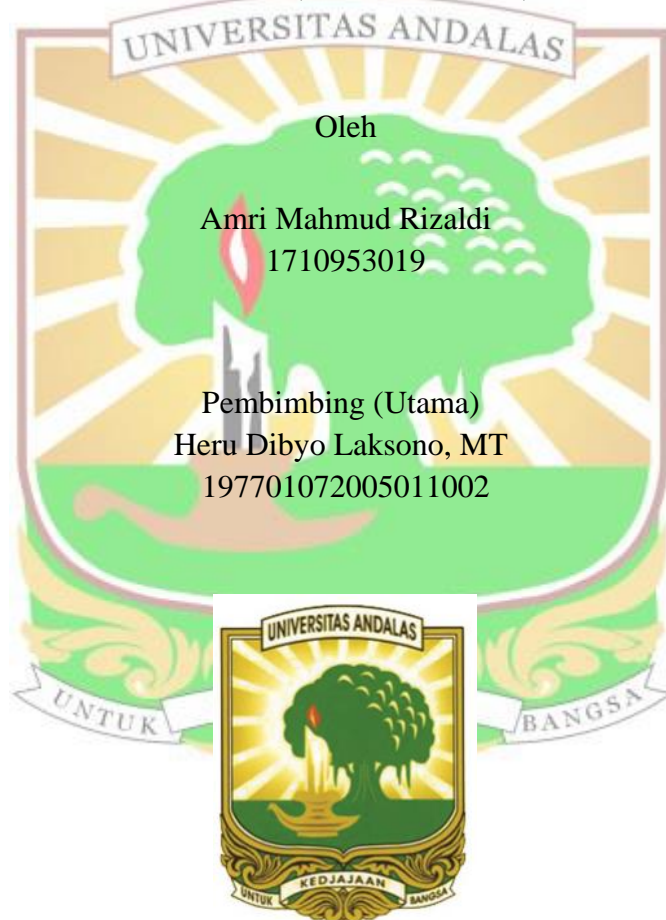 UNIVERSITAS ANDALAS
Oleh
Amri Mahmud Rizaldi
1710953019
Pembimbing (Utama)
Heru Dibyo Laksono, MT
197701072005011002
UNIVERSITAS ANDALAS
UNTUK
BANGSA
UNTUK
KEDJAJAAN
BANGSA